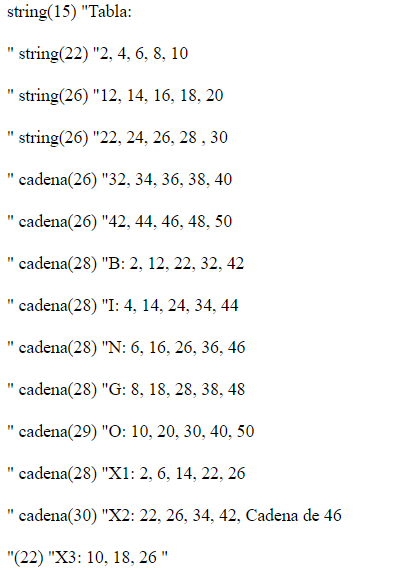 string(15) "Tabla:
" string(22) "2, 4, 6, 8, 10
" string(26) "12, 14, 16, 18, 20
" string(26) "22, 24, 26, 28 , 30
" cadena(26) "32, 34, 36, 38, 40
" cadena(26) "42, 44, 46, 48, 50
" cadena(28) "B: 2, 12, 22, 32, 42
" cadena(28) "I: 4, 14, 24, 34, 44
" cadena(28) "N: 6, 16, 26, 36, 46
" cadena(28) "G: 8, 18, 28, 38, 48
" cadena(29) "O: 10, 20, 30, 40, 50
" cadena(28) "X1: 2, 6, 14, 22, 26
" cadena(30) "X2: 22, 26, 34, 42, Cadena de 46
"(22) "X3: 10, 18, 26 "